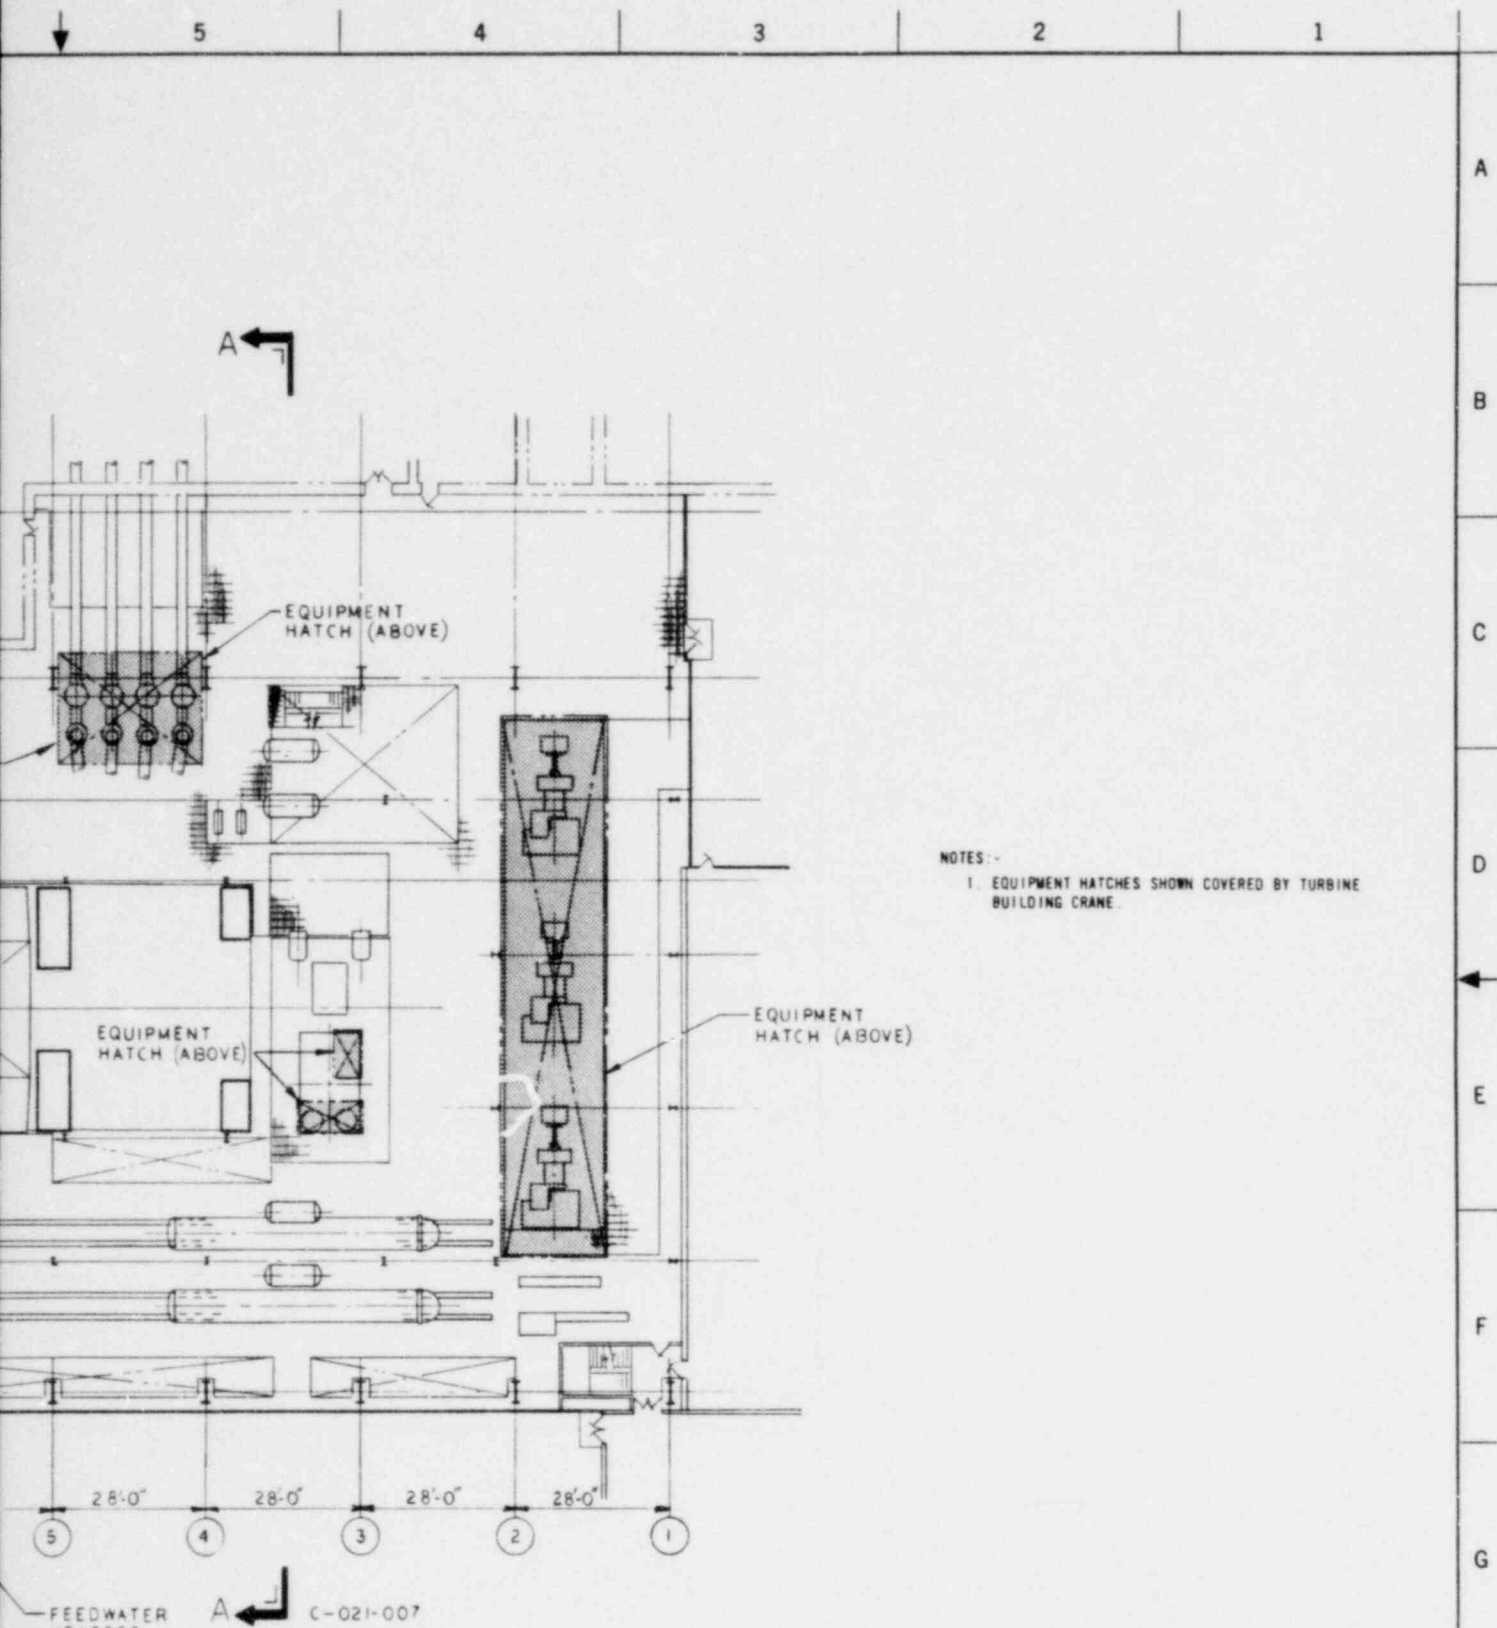 5 4 3 2 1
A
B
A
EQUIPMENT
HATCH (ABOVE)
C
NOTES:-
1. EQUIPMENT HATCHES SHOWN COVERED BY TURBINE
BUILDING CRANE.
D
EQUIPMENT
HATCH (ABOVE)
EQUIPMENT
HATCH (ABOVE)
E
F
28'-0" 28'-0" 28'-0" 28'-0"
5 4 3 2 1
G
FEEDWATER
A C-021-007